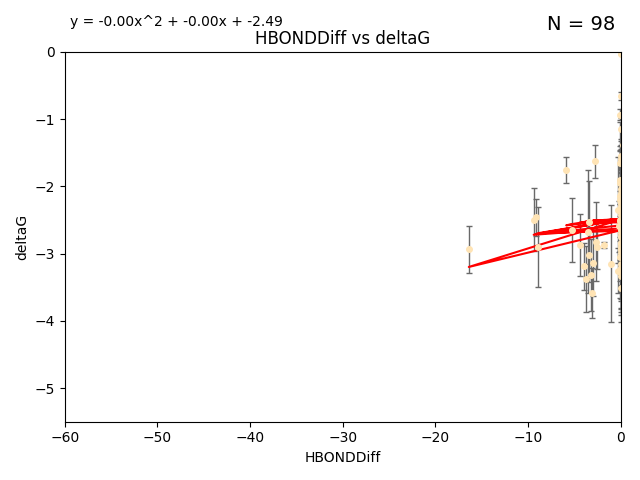 y = -0.00x^2 + -0.00x + -2.49
N = 98
HBONDDiff vs deltaG
deltaG
0
−1
−2
−3
−4
−5
−60
−50
−40
−30
−20
−10
0
HBONDDiff